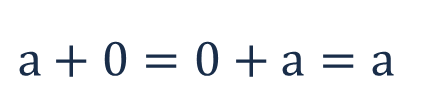 a + 0 = 0 + a = a